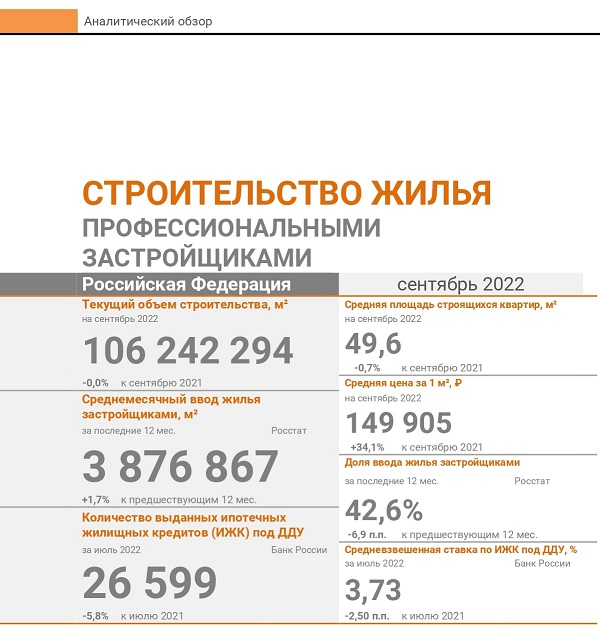 Аналитический обзор
СТРОИТЕЛЬСТВО ЖИЛЬЯ
ПРОФЕССИОНАЛЬНЫМИ
ЗАСТРОЙЩИКАМИ
Российская Федерация
сентябрь 2022
Текущий объем строительства, м²
на сентябрь 2022
106 242 294
-0,0% к сентябрю 2021
Среднемесячный ввод жилья
застройщиками, м²
за последние 12 мес. Росстат
3 876 867
+1,7% к предшествующим 12 мес.
Количество выданных ипотечных
жилищных кредитов (ИЖК) под ДДУ
за июль 2022 Банк России
26 599
-5,8% к июлю 2021
Средняя площадь строящихся квартир, м²
на сентябрь 2022
49,6
-0,7% к сентябрю 2021
Средняя цена за 1 м², ₽
на сентябрь 2022
149 905
+34,1% к сентябрю 2021
Доля ввода жилья застройщиками
за последние 12 мес. Росстат
42,6%
-6,9 п.п. к предшествующим 12 мес.
Средневзвешенная ставка по ИЖК под ДДУ, %
за июль 2022 Банк России
3,73
-2,50 п.п. к июлю 2021